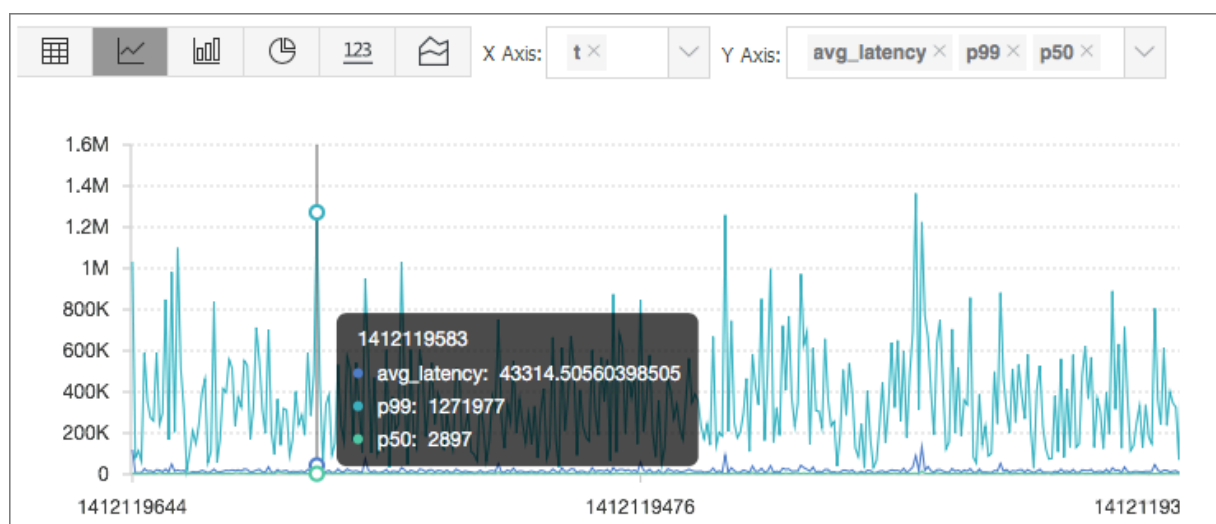 123 X Axis: t × Y Axis: avg_latency × p99 × p50 ×
1.6M
1.4M
1.2M
1M
800K
600K
400K
200K
0
1412119583
avg_latency: 43314.50560398505
p99: 1271977
p50: 2897
1412119644 1412119476 14121193